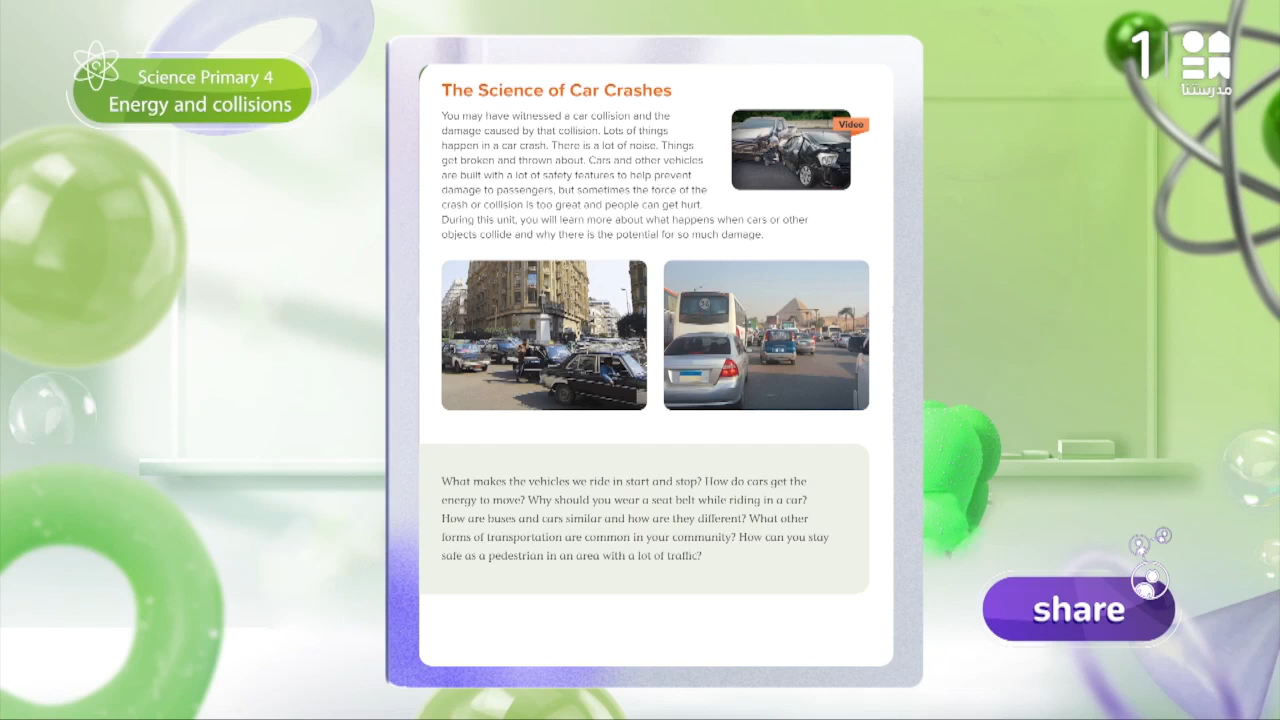 Science Primary 4
Energy and collisions
1
مدرستنا
The Science of Car Crashes
You may have witnessed a car collision and the
damage caused by that collision. Lots of things
happen in a car crash. There is a lot of noise. Things
get broken and thrown about. Cars and other vehicles
are built with a lot of safety features to help prevent
damage to passengers, but sometimes the force of the
crash or collision is too great and people can get hurt.
During this unit, you will learn more about what happens when cars or other
objects collide and why there is the potential for so much damage.
Video
What makes the vehicles we ride in start and stop? How do cars get the
energy to move? Why should you wear a seat belt while riding in a car?
How are buses and cars similar and how are they different? What other
forms of transportation are common in your community? How can you stay
safe as a pedestrian in an area with a lot of traffic?
share